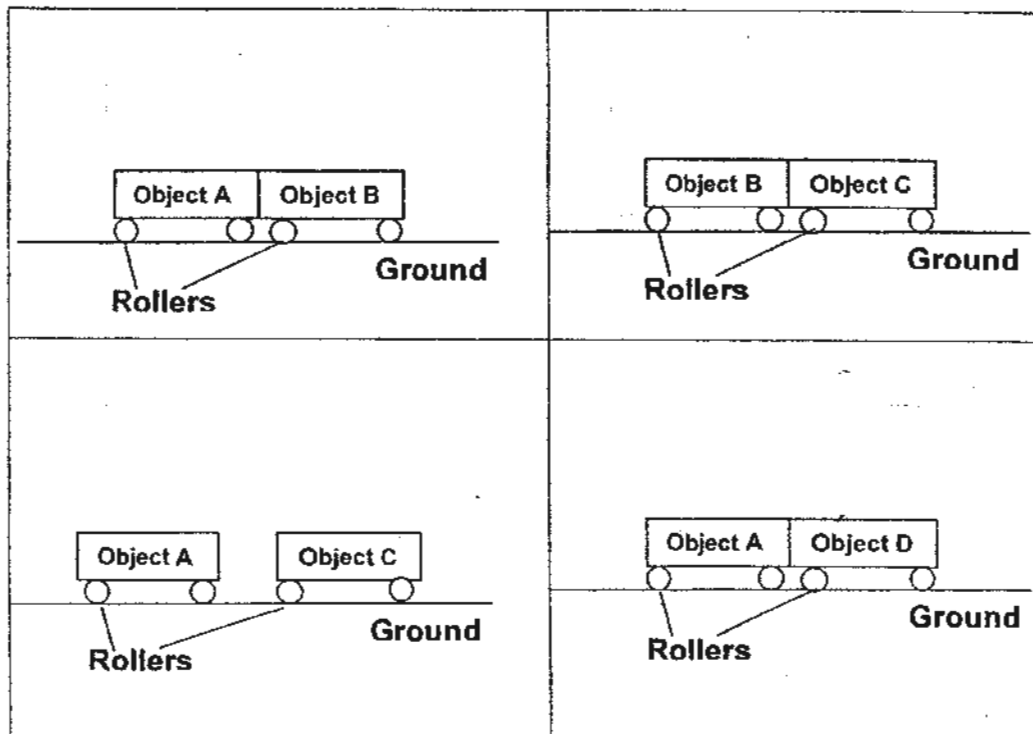 Object A Object B
Ground
Rollers
Object B Object C
Ground
Rollers
Object A Object C
Ground
Rollers
Object A Object D
Ground
Rollers